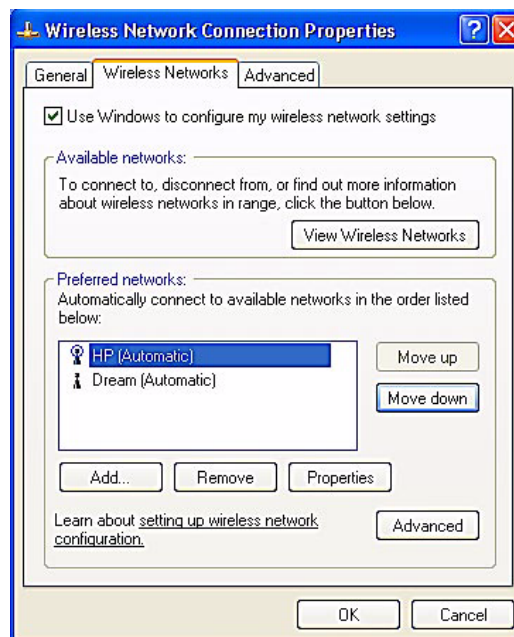 Wireless Network Connection Properties
General Wireless Networks Advanced
Use Windows to configure my wireless network settings
Available networks:
To connect to, disconnect from, or find out more information
about wireless networks in range, click the button below.
View Wireless Networks
Preferred networks:
Automatically connect to available networks in the order listed
below:
HP (Automatic)
Move up
Dream (Automatic)
Move down
Add... Remove Properties
Learn about setting up wireless network
configuration.
Advanced
OK Cancel